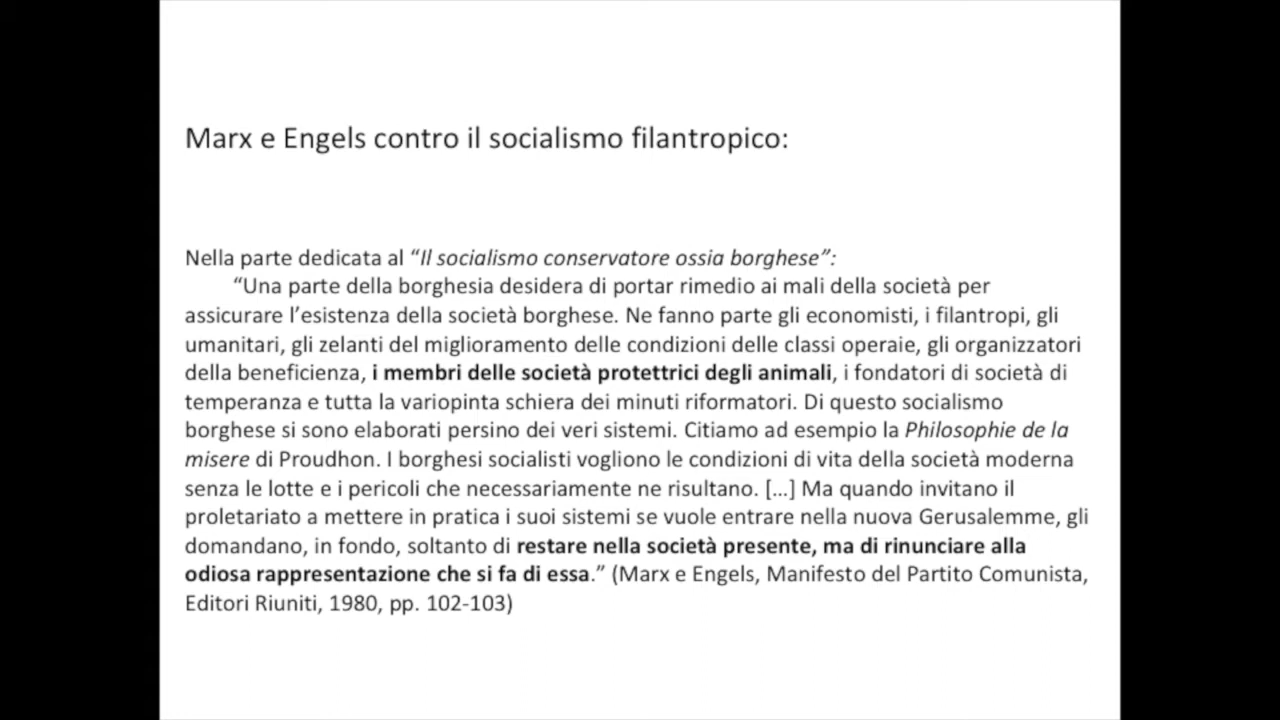 Marx e Engels contro il socialismo filantropico:
Nella parte dedicata al “Il socialismo conservatore ossia borghese”:
“Una parte della borghesia desidera di portar rimedio ai mali della società per
assicurare l’esistenza della società borghese. Ne fanno parte gli economisti, i filantropi, gli
umanitari, gli zelanti del miglioramento delle condizioni delle classi operaie, gli organizzatori
della beneficienza, i membri delle società protettrici degli animali, i fondatori di società di
temperanza e tutta la variopinta schiera dei minuti riformatori. Di questo socialismo
borghese si sono elaborati persino dei veri sistemi. Citiamo ad esempio la Philosophie de la
misere di Proudhon. I borghesi socialisti vogliono le condizioni di vita della società moderna
senza le lotte e i pericoli che necessariamente ne risultano. […] Ma quando invitano il
proletariato a mettere in pratica i suoi sistemi se vuole entrare nella nuova Gerusalemme, gli
domandano, in fondo, soltanto di restare nella società presente, ma di rinunciare alla
odiosa rappresentazione che si fa di essa.” (Marx e Engels, Manifesto del Partito Comunista,
Editori Riuniti, 1980, pp. 102-103)